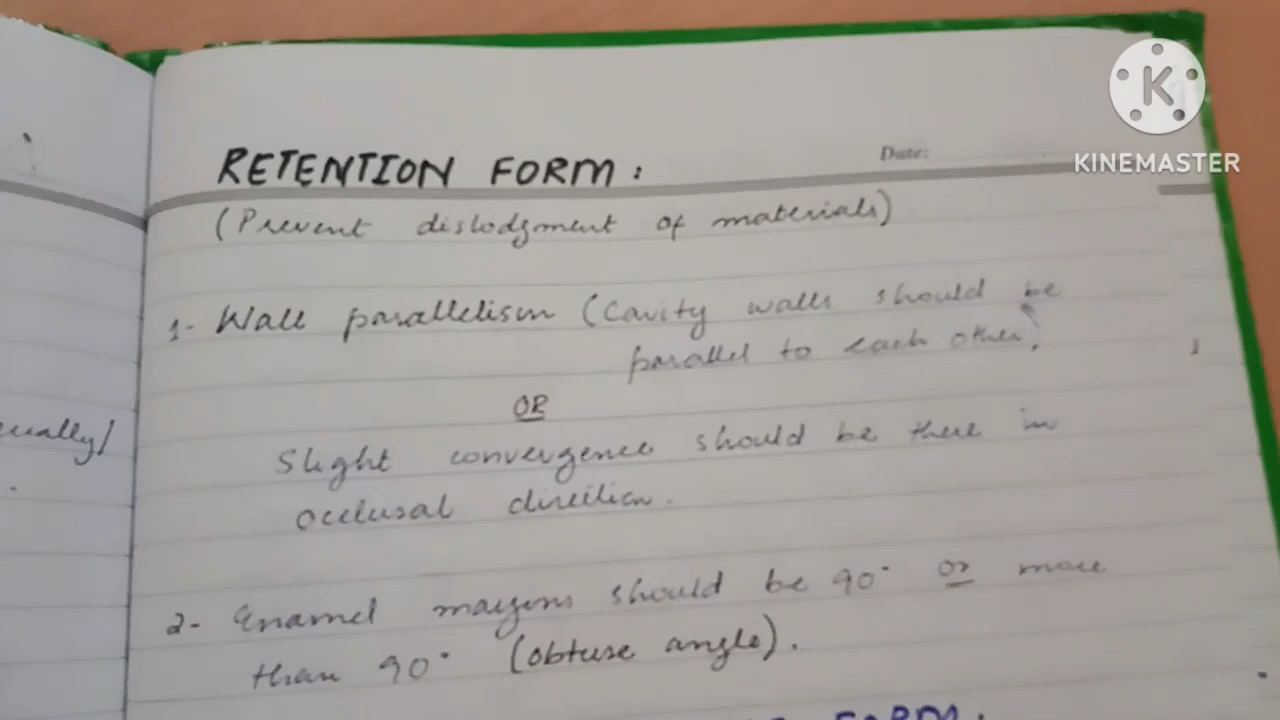 KINEMASTER
Date:
RETENTION FORM :
(Prevent dislodgment of materials)
1- Wall parallelism (Cavity walls should be
parallel to each other)
OR
Slight convergence should be there in
occlusal direction.
2- Enamel margins should be 90° or more
than 90° (obtuse angle).
FORM:
ually/